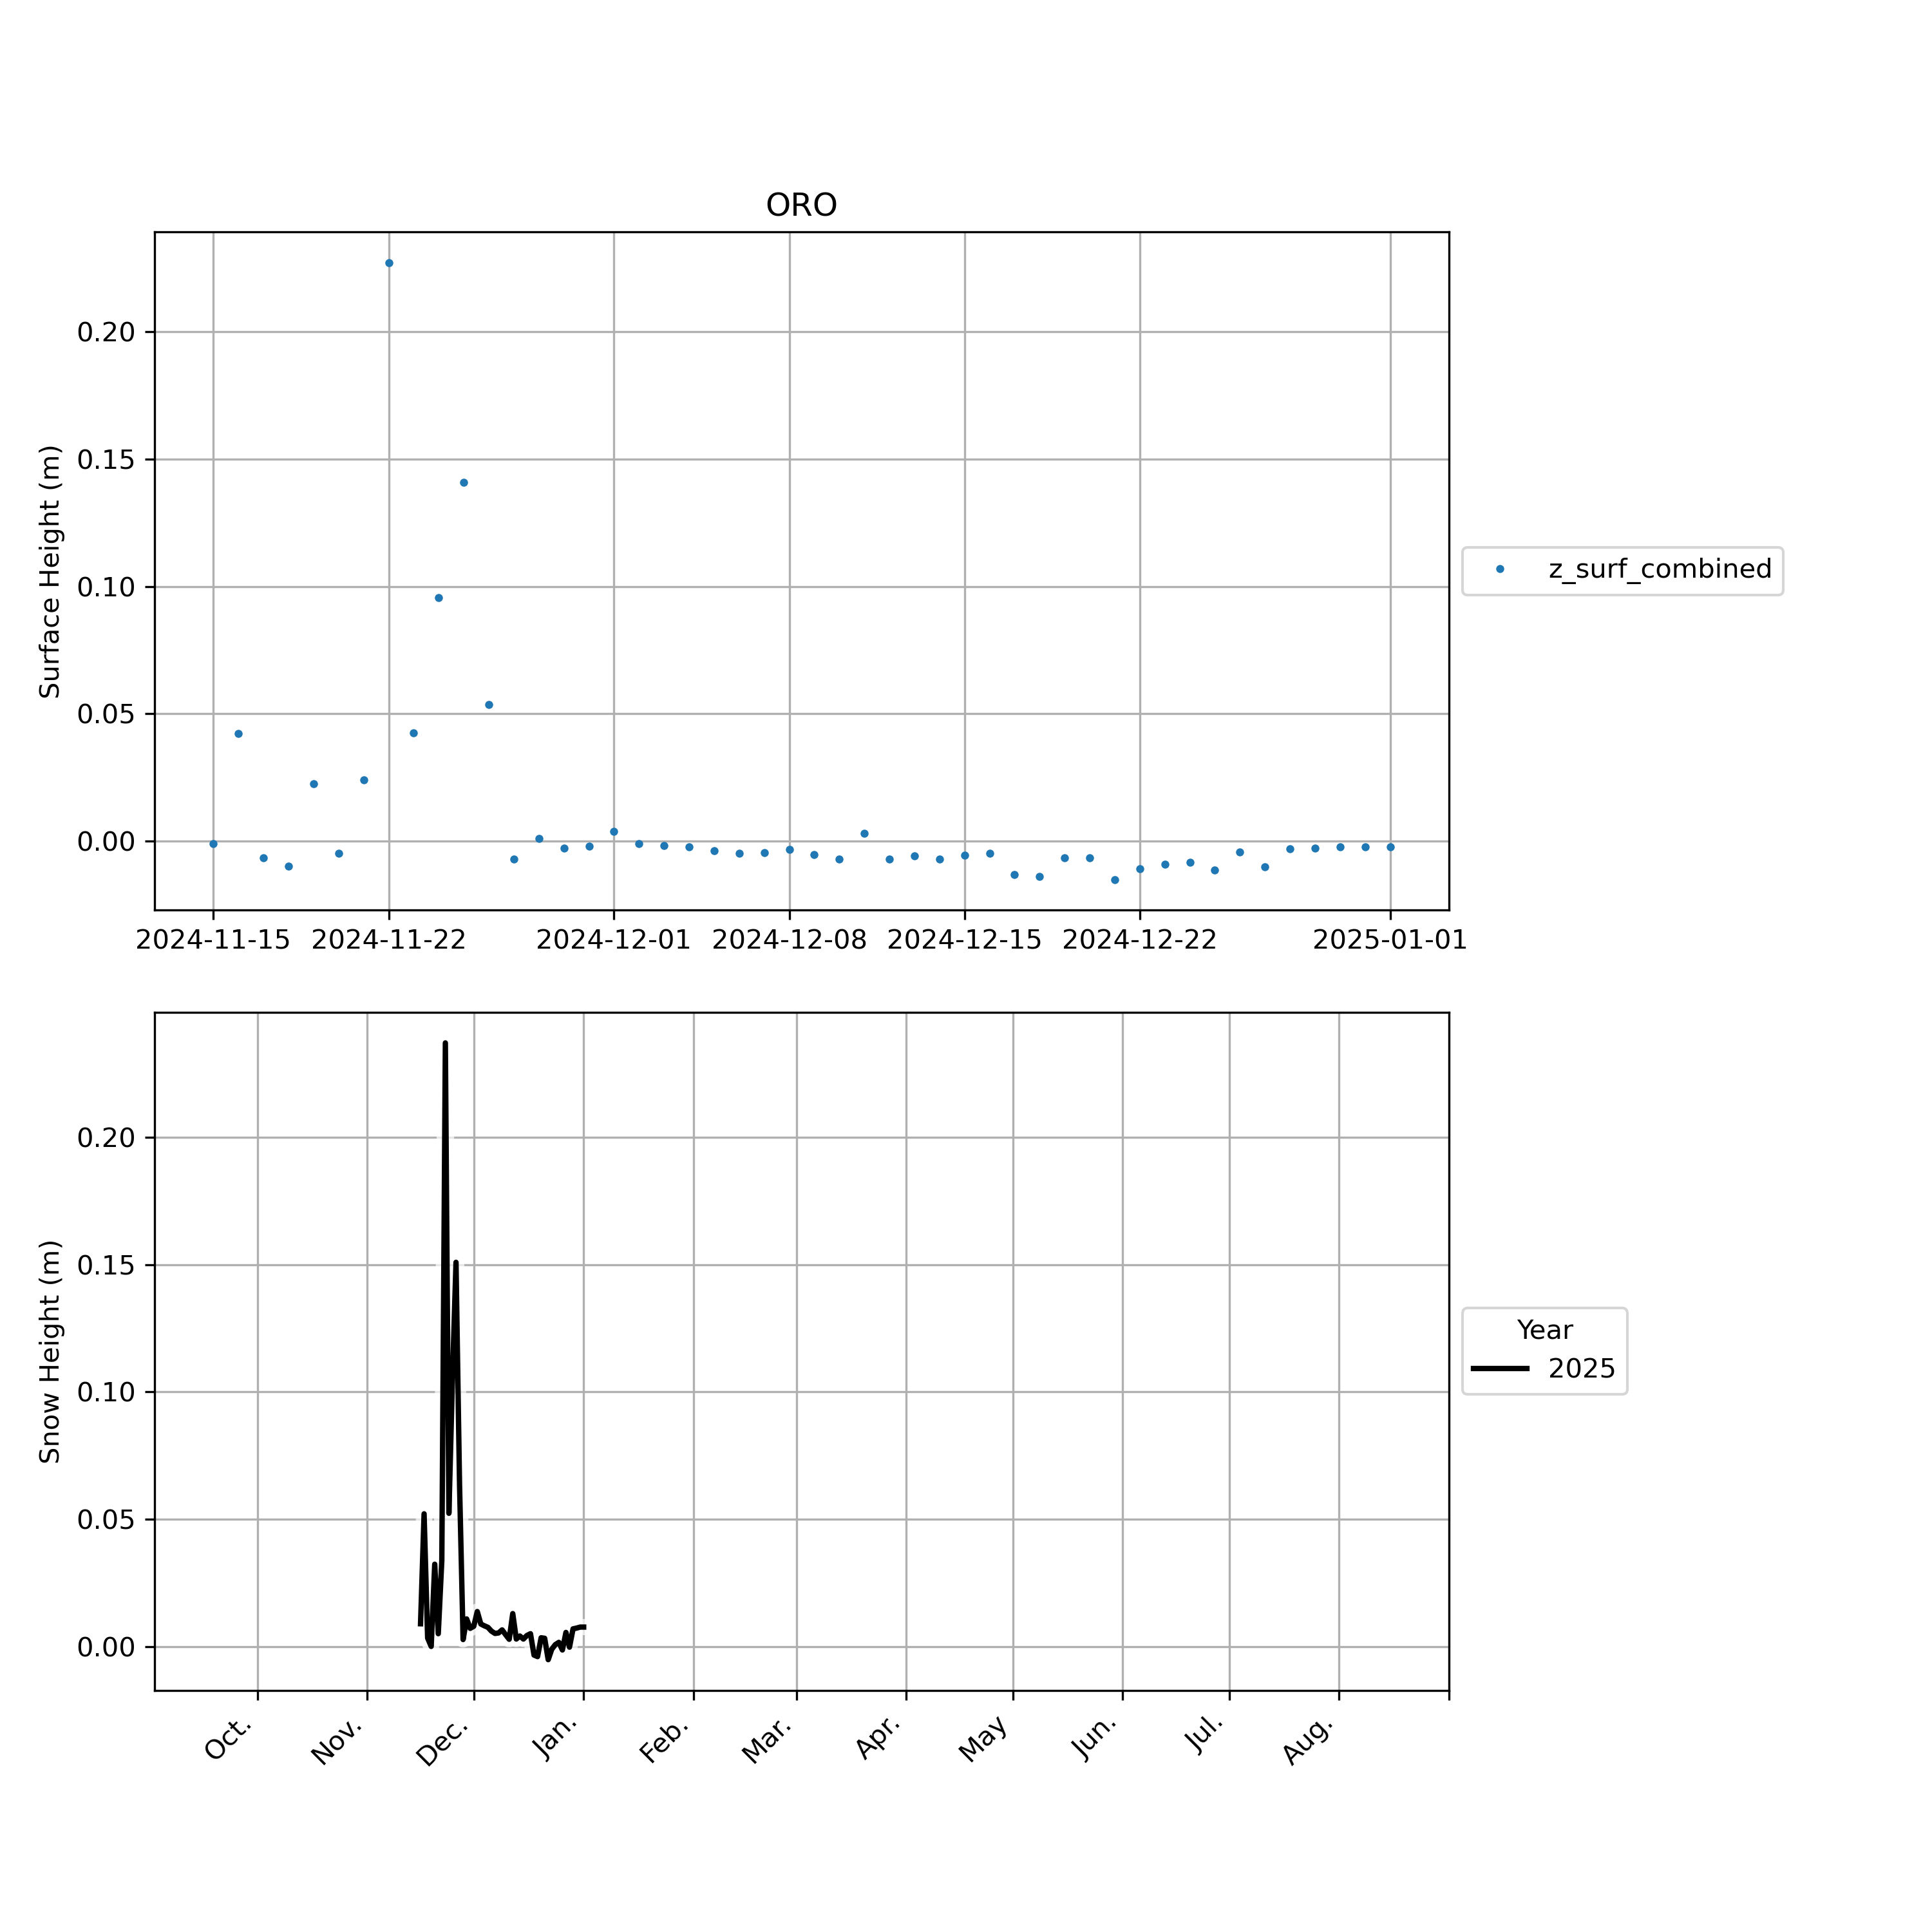 ORO
Surface Height (m)
0.20
0.15
0.10
0.05
0.00
2024-11-15 2024-11-22 2024-12-01 2024-12-08 2024-12-15 2024-12-22 2025-01-01
z_surf_combined
Snow Height (m)
0.20
0.15
0.10
0.05
0.00
Oct. Nov. Dec. Jan. Feb. Mar. Apr. May Jun. Jul. Aug.
Year
2025